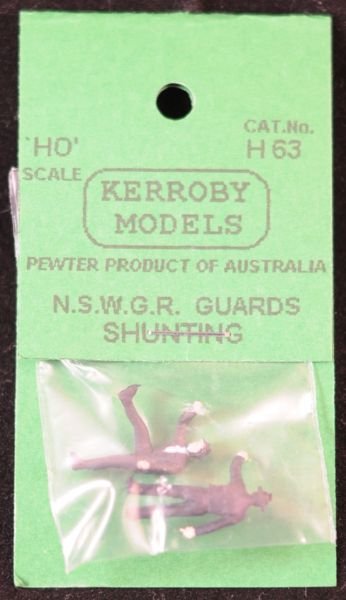 'HO'
SCALE
CAT.No.
H 63
KERROBY
MODELS
PEWTER PRODUCT OF AUSTRALIA
N.S.W.G.R. GUARDS
SHUNTING